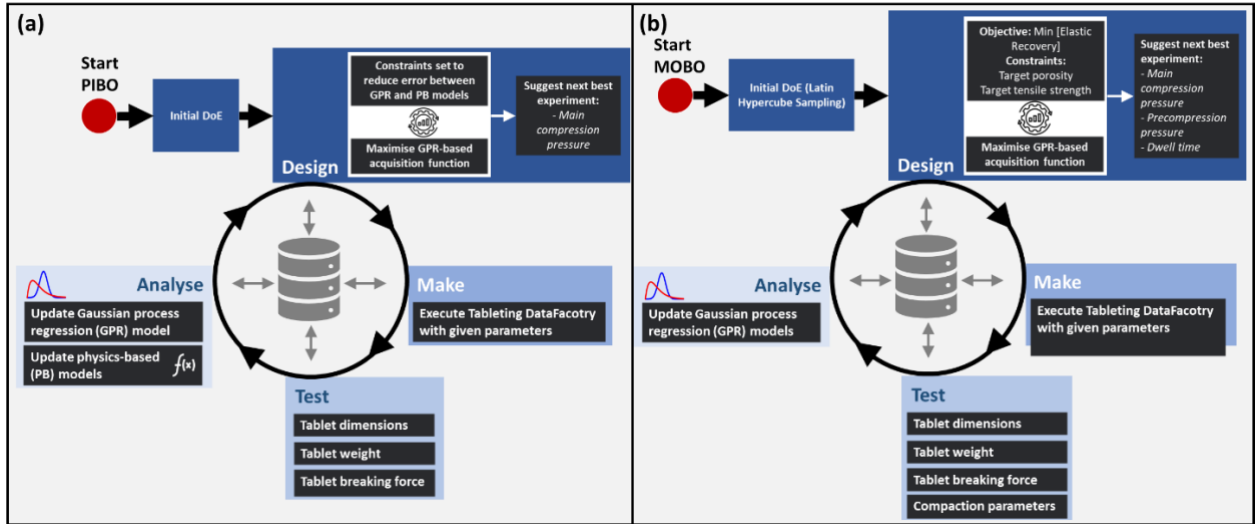 (a)
Start
PIBO
Initial DoE
Constraints set to
reduce error between
GPR and PB models
Maximise GPR-based
acquisition function
Suggest next best
experiment:
- Main
compression
pressure
Design
Analyse
Update Gaussian process
regression (GPR) model
Update physics-based
(PB) models
f(x)
Make
Execute Tableting DataFacotry
with given parameters
Test
Tablet dimensions
Tablet weight
Tablet breaking force
(b)
Start
MOBO
Initial DoE (Latin
Hypercube Sampling)
Objective: Min [Elastic
Recovery]
Constraints:
Target porosity
Target tensile strength
Maximise GPR-based
acquisition function
Suggest next best
experiment:
- Main
compression
pressure
- Precompression
pressure
- Dwell time
Design
Analyse
Update Gaussian process
regression (GPR) models
Make
Execute Tableting DataFacotry
with given parameters
Test
Tablet dimensions
Tablet weight
Tablet breaking force
Compaction parameters